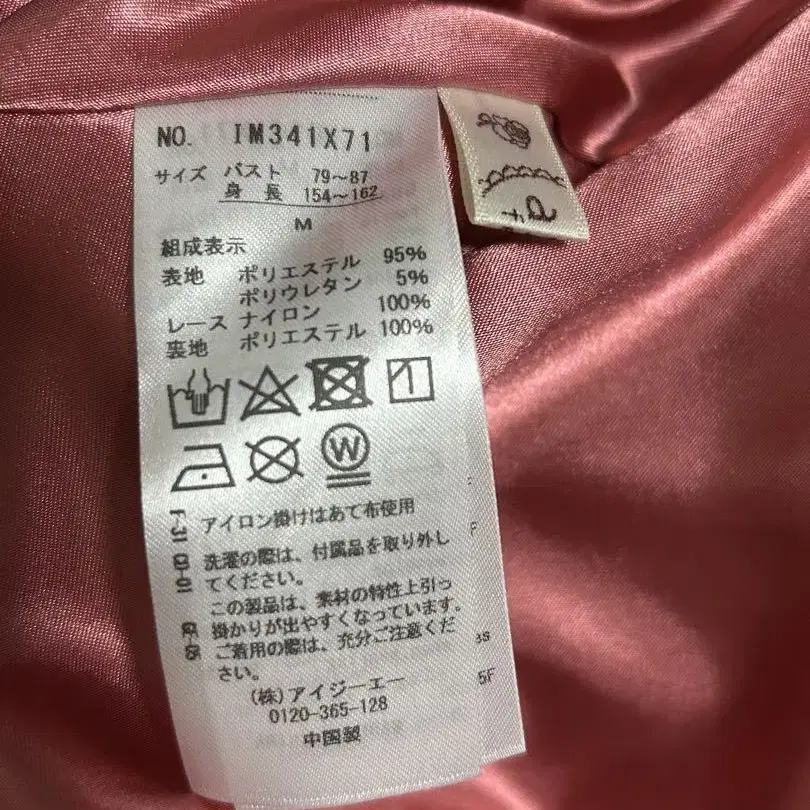 NO. IM341X71
サイズ バスト 79～87
身長 154～162
M
組成表示
表地 ポリエステル 95%
ポリウレタン 5%
レース ナイロン 100%
裏地 ポリエステル 100%
W
アイロン掛けはあて布使用
洗濯の際は、付属品を取り外し
てください。
この製品は、素材の特性上引っ
掛かりが出やすくなっています。
ご着用の際は、充分ご注意くだ
さい。
(株)アイジーエー
0120-365-128
中国製